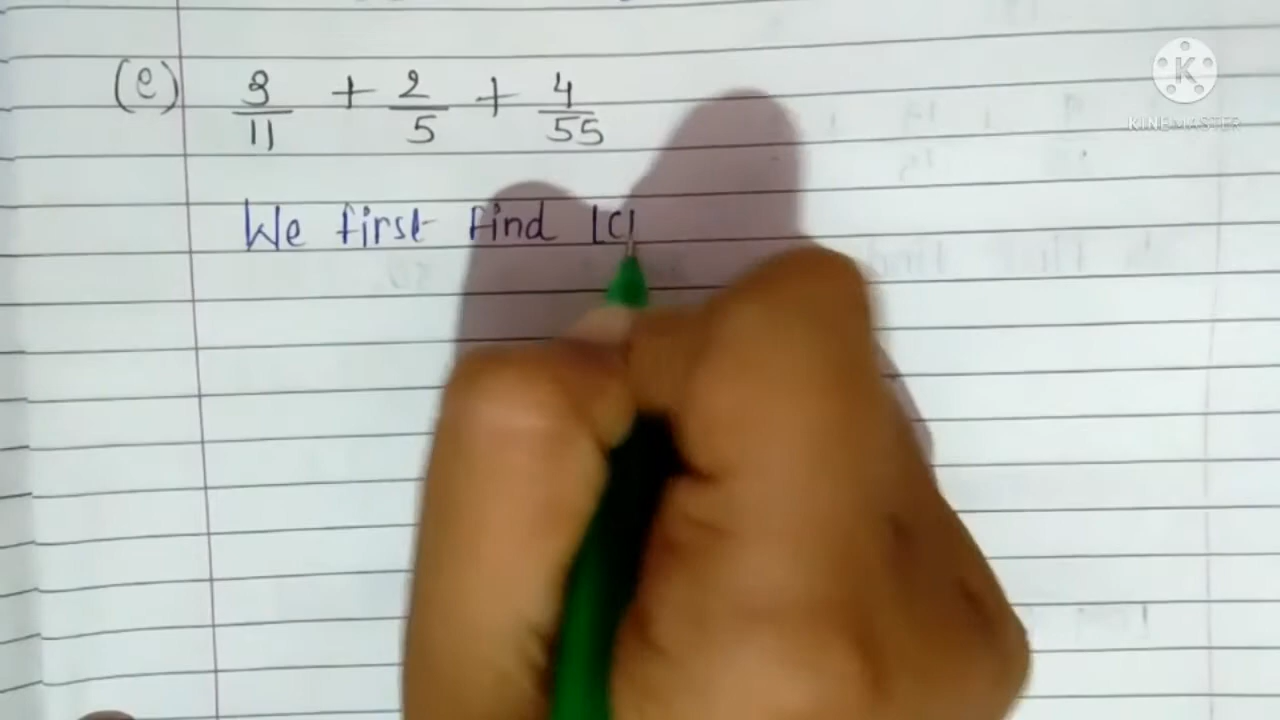 (e) 3/11 + 2/5 + 4/55
We first find LC
K
KINEMASTER